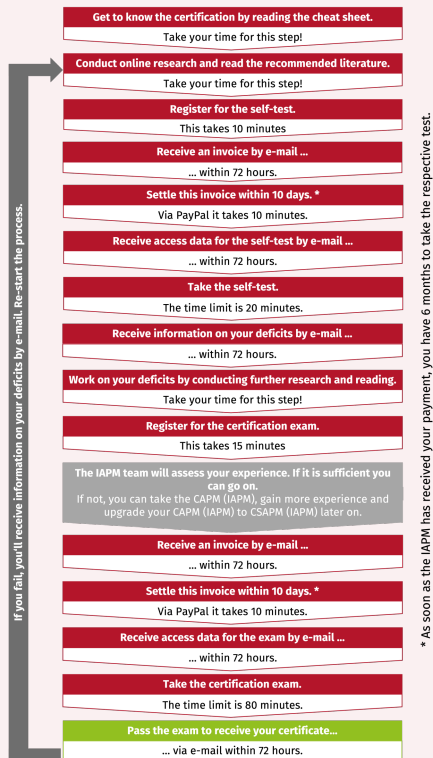 Get to know the certification by reading the cheat sheet.
Take your time for this step!
Conduct online research and read the recommended literature.
Take your time for this step!
Register for the self-test.
This takes 10 minutes
Receive an invoice by e-mail ...
... within 72 hours.
Settle this invoice within 10 days. *
Via PayPal it takes 10 minutes.
Receive access data for the self-test by e-mail ...
... within 72 hours.
Take the self-test.
The time limit is 20 minutes.
Receive information on your deficits by e-mail ...
... within 72 hours.
Work on your deficits by conducting further research and reading.
Take your time for this step!
Register for the certification exam.
This takes 15 minutes
The IAPM team will assess your experience. If it is sufficient you
can go on.
If not, you can take the CAPM (IAPM), gain more experience and
upgrade your CAPM (IAPM) to CSAPM (IAPM) later on.
Receive an invoice by e-mail ...
... within 72 hours.
Settle this invoice within 10 days. *
Via PayPal it takes 10 minutes.
Receive access data for the exam by e-mail ...
... within 72 hours.
Take the certification exam.
The time limit is 80 minutes.
Pass the exam to receive your certificate...
... via e-mail within 72 hours.
If you fail, you'll receive information on your deficits by e-mail. Re-start the process.
* As soon as the IAPM has received your payment, you have 6 months to take the respective test.